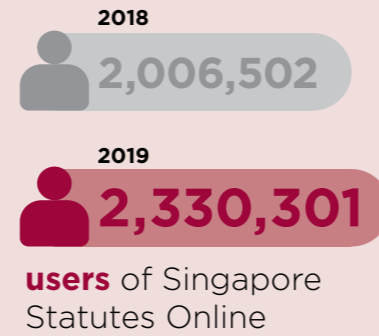 2018
2,006,502
2019
2,330,301
users of Singapore
Statutes Online